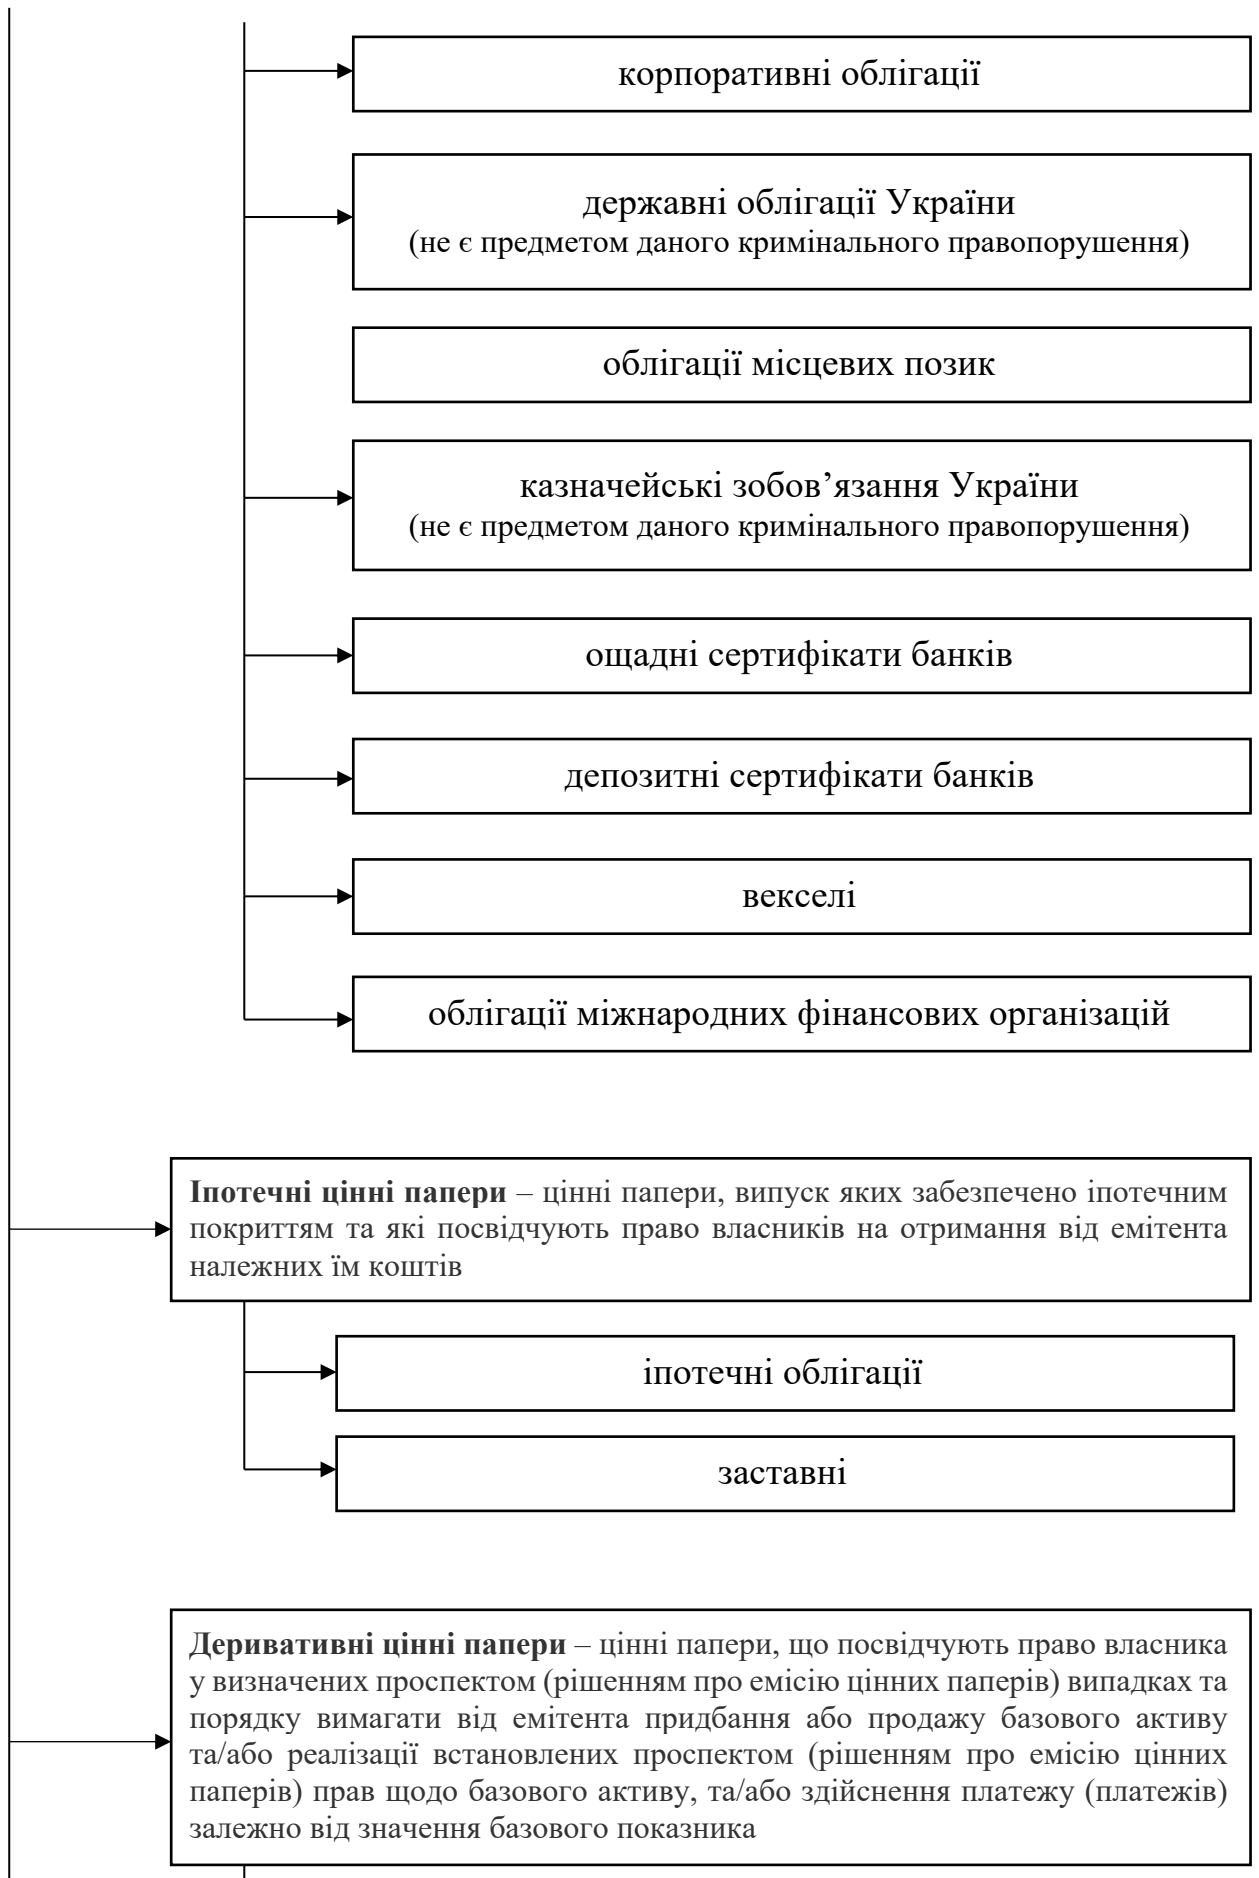 корпоративні облігації
державні облігації України
(не є предметом даного кримінального правопорушення)
облігації місцевих позик
казначейські зобов’язання України
(не є предметом даного кримінального правопорушення)
ощадні сертифікати банків
депозитні сертифікати банків
векселі
облігації міжнародних фінансових організацій
Іпотечні цінні папери – цінні папери, випуск яких забезпечено іпотечним
покриттям та які посвідчують право власників на отримання від емітента
належних їм коштів
іпотечні облігації
заставні
Деривативні цінні папери – цінні папери, що посвідчують право власника
у визначених проспектом (рішенням про емісію цінних паперів) випадках та
порядку вимагати від емітента придбання або продажу базового активу
та/або реалізації встановлених проспектом (рішенням про емісію цінних
паперів) прав щодо базового активу, та/або здійснення платежу (платежів)
залежно від значення базового показника